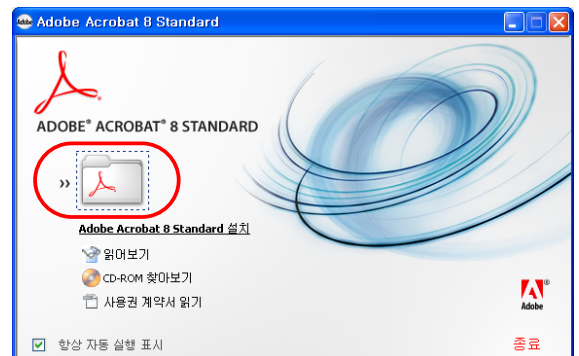 Adobe Adobe Acrobat 8 Standard
ADOBE® ACROBAT® 8 STANDARD
»
Adobe Acrobat 8 Standard 설치
읽어보기
CD-ROM 찾아보기
사용권 계약서 읽기
®
Adobe
항상 자동 실행 표시
종료